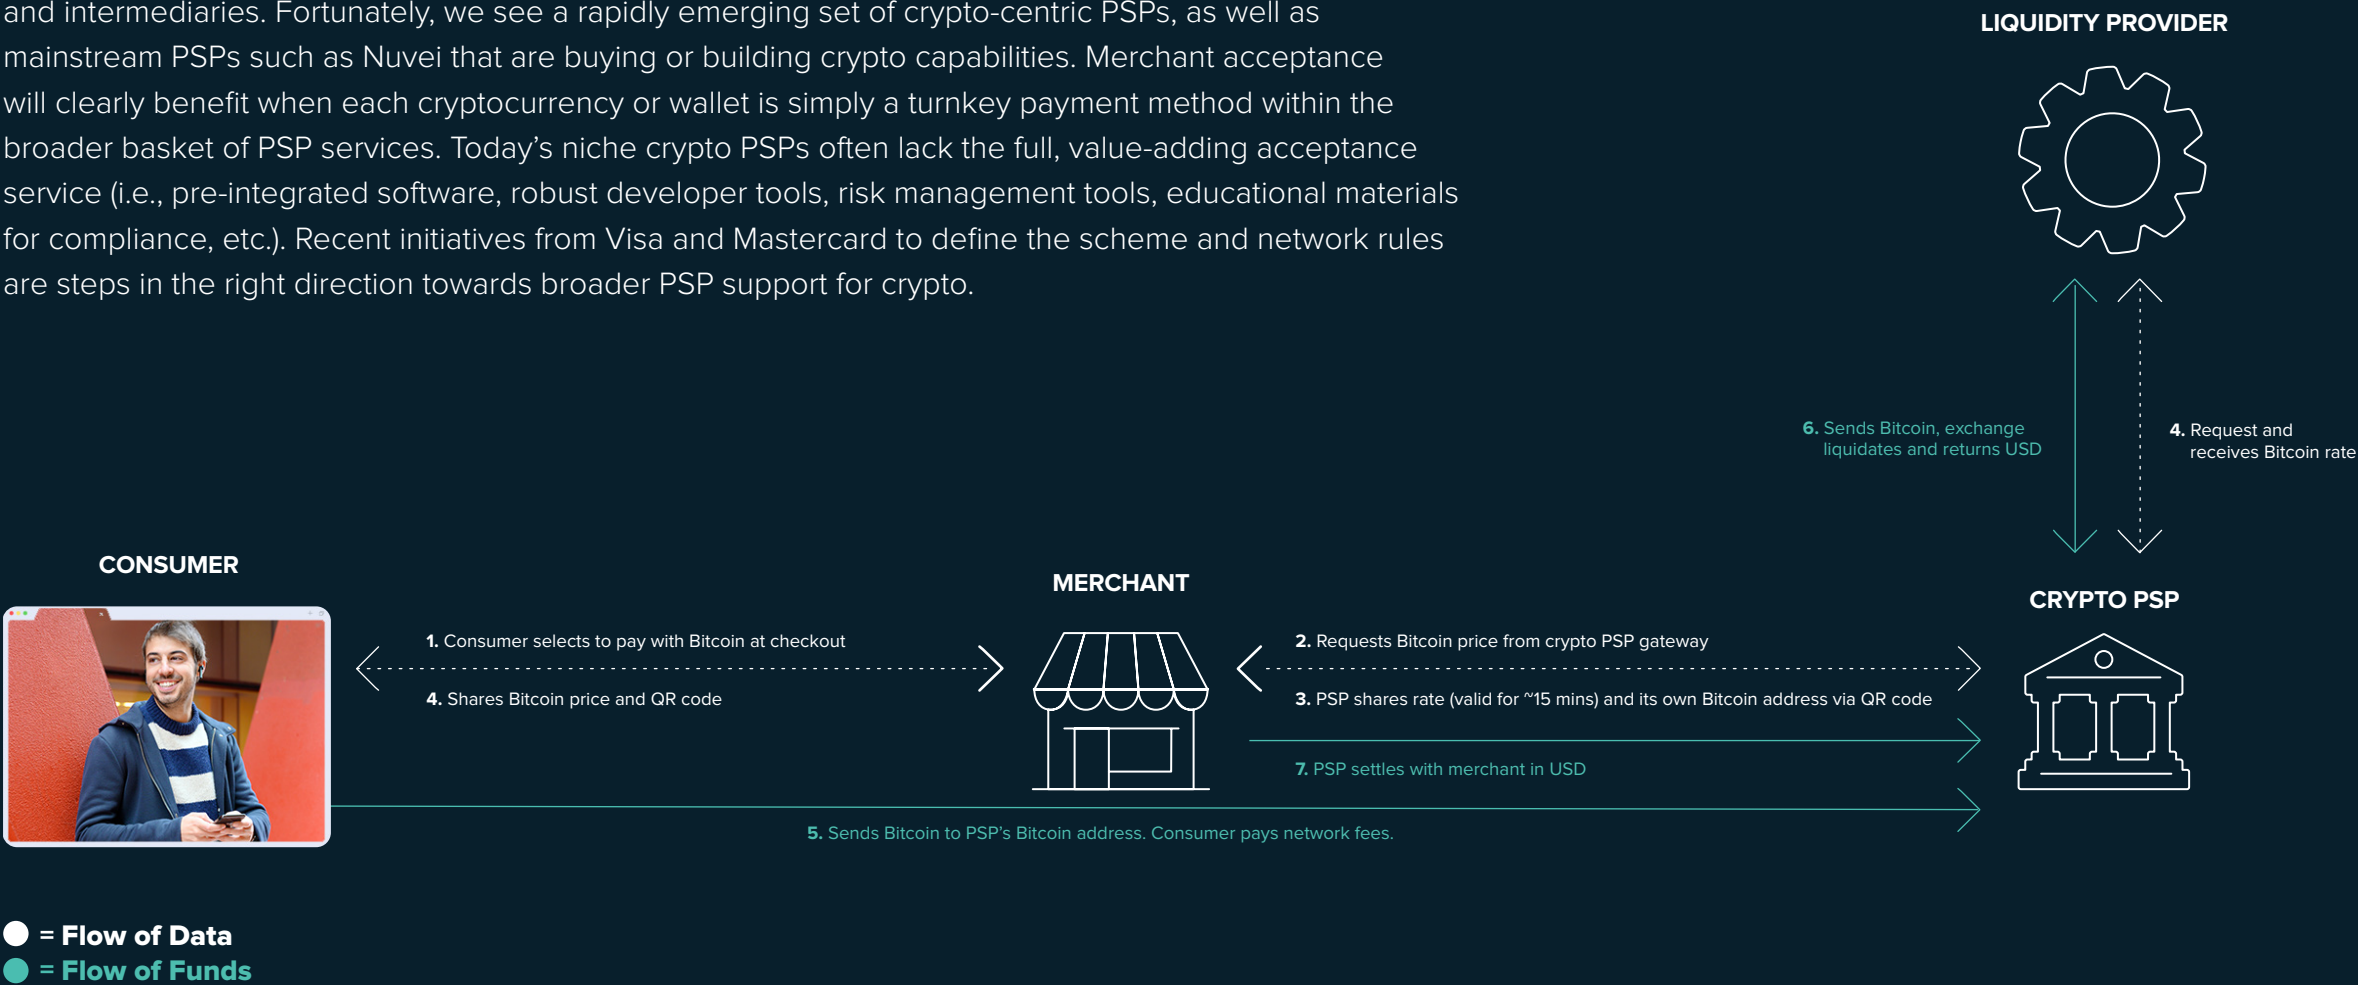 and intermediaries. Fortunately, we see a rapidly emerging set of crypto-centric PSPs, as well as
mainstream PSPs such as Nuvei that are buying or building crypto capabilities. Merchant acceptance
will clearly benefit when each cryptocurrency or wallet is simply a turnkey payment method within the
broader basket of PSP services. Today’s niche crypto PSPs often lack the full, value-adding acceptance
service (i.e., pre-integrated software, robust developer tools, risk management tools, educational materials
for compliance, etc.). Recent initiatives from Visa and Mastercard to define the scheme and network rules
are steps in the right direction towards broader PSP support for crypto.
LIQUIDITY PROVIDER
6. Sends Bitcoin, exchange
liquidates and returns USD
4. Request and
receives Bitcoin rate
CONSUMER
MERCHANT
CRYPTO PSP
1. Consumer selects to pay with Bitcoin at checkout
4. Shares Bitcoin price and QR code
2. Requests Bitcoin price from crypto PSP gateway
3. PSP shares rate (valid for ~15 mins) and its own Bitcoin address via QR code
7. PSP settles with merchant in USD
5. Sends Bitcoin to PSP’s Bitcoin address. Consumer pays network fees.
= Flow of Data
= Flow of Funds